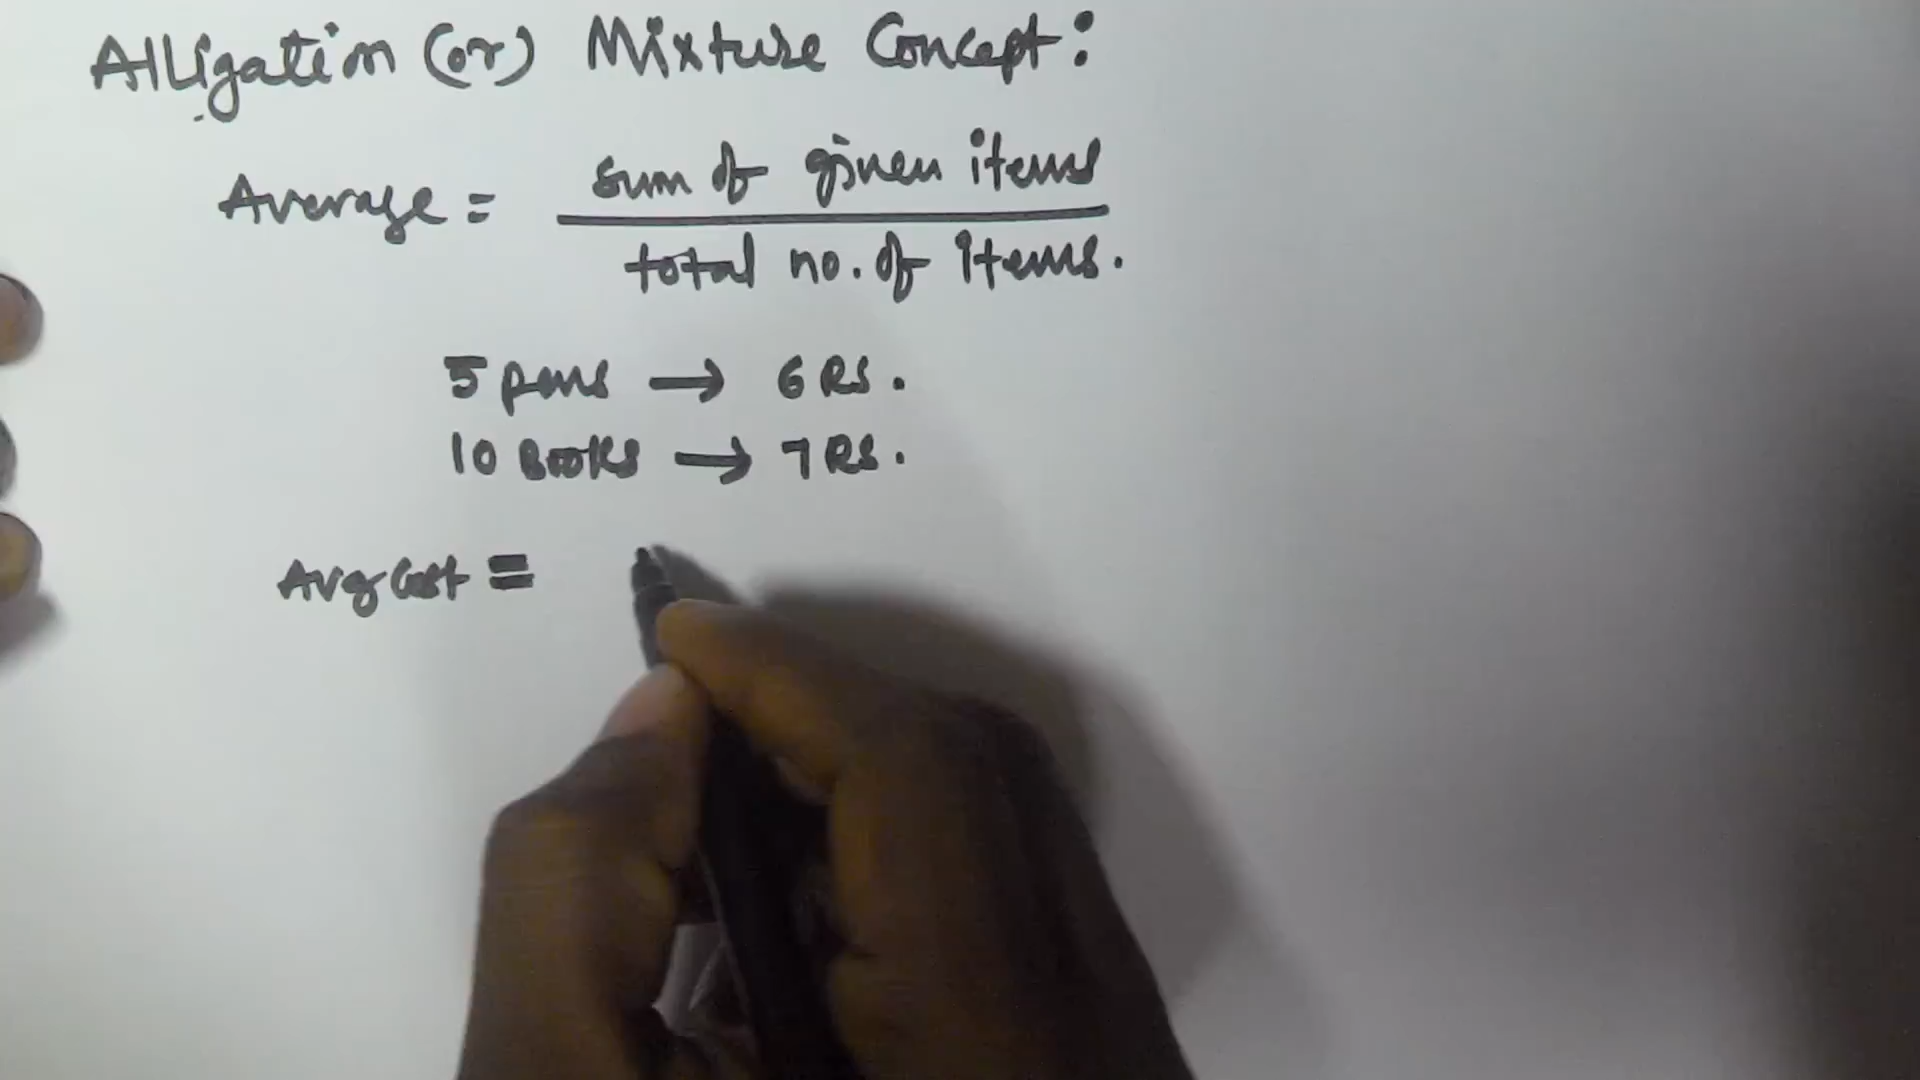 Alligation (or) Mixture Concept:
Average = sum of given items
total no. of items.
5 pens → 6 RS.
10 Books → 7 RS.
Avg Cost =